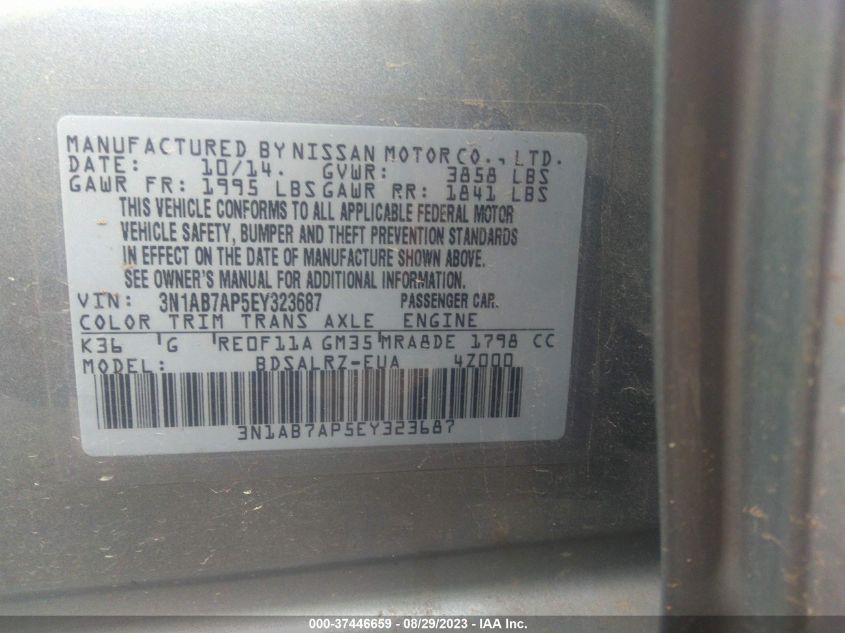 MANUFACTURED BY NISSAN MOTOR CO., LTD.
DATE: 10/14. GVWR: 3858 LBS
GAWR FR: 1995 LBS GAWR RR: 1841 LBS
THIS VEHICLE CONFORMS TO ALL APPLICABLE FEDERAL MOTOR
VEHICLE SAFETY, BUMPER AND THEFT PREVENTION STANDARDS
IN EFFECT ON THE DATE OF MANUFACTURE SHOWN ABOVE.
SEE OWNER'S MANUAL FOR ADDITIONAL INFORMATION.
VIN: 3N1AB7AP5EY323687 PASSENGER CAR
COLOR TRIM TRANS AXLE ENGINE
K36 G RE0F11A GM35 MRA8DE 1798 CC
MODEL: BDSALRZ-EUA 4Z000
3N1AB7AP5EY323687
000-37446659 - 08/29/2023 - IAA Inc.